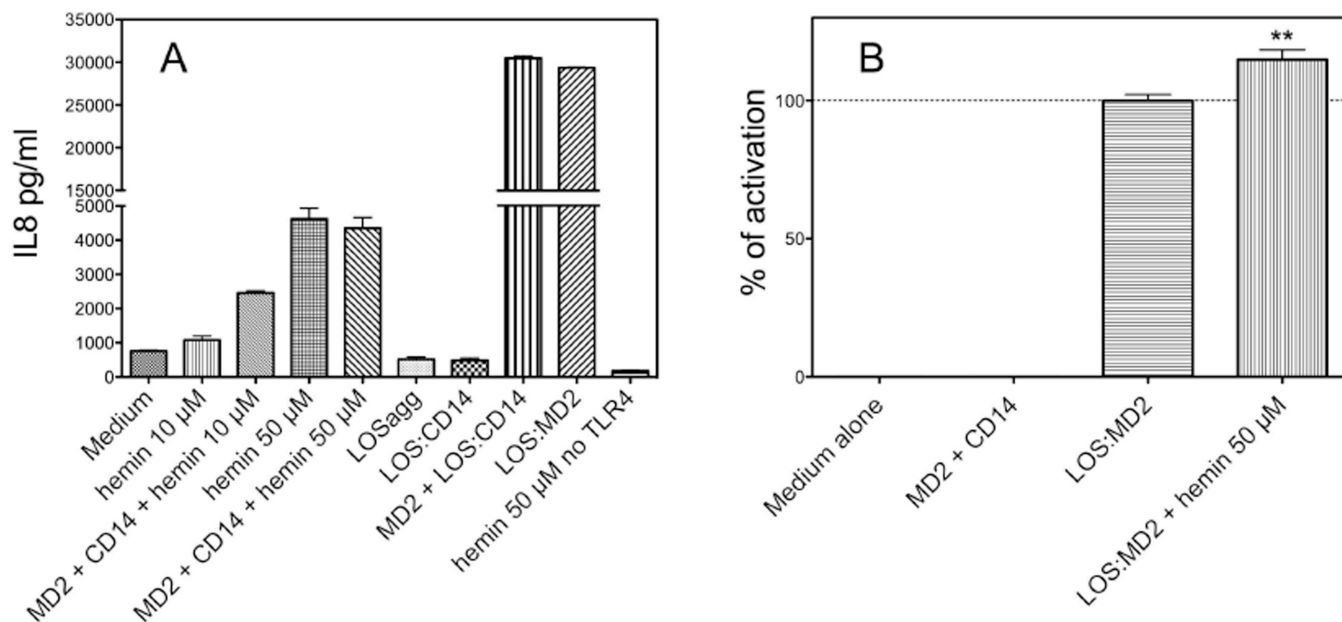 A
IL8 pg/ml
35000
30000
25000
20000
15000
5000
4000
3000
2000
1000
0
Medium
hemin 10 µM
MD2 + CD14 + hemin 10 µM
hemin 50 µM
MD2 + CD14 + hemin 50 µM
LOSagg
LOS:CD14
MD2 + LOS:CD14
LOS:MD2
hemin 50 µM no TLR4
B
**
% of activation
100
50
0
Medium alone
MD2 + CD14
LOS:MD2
LOS:MD2 + hemin 50 µM